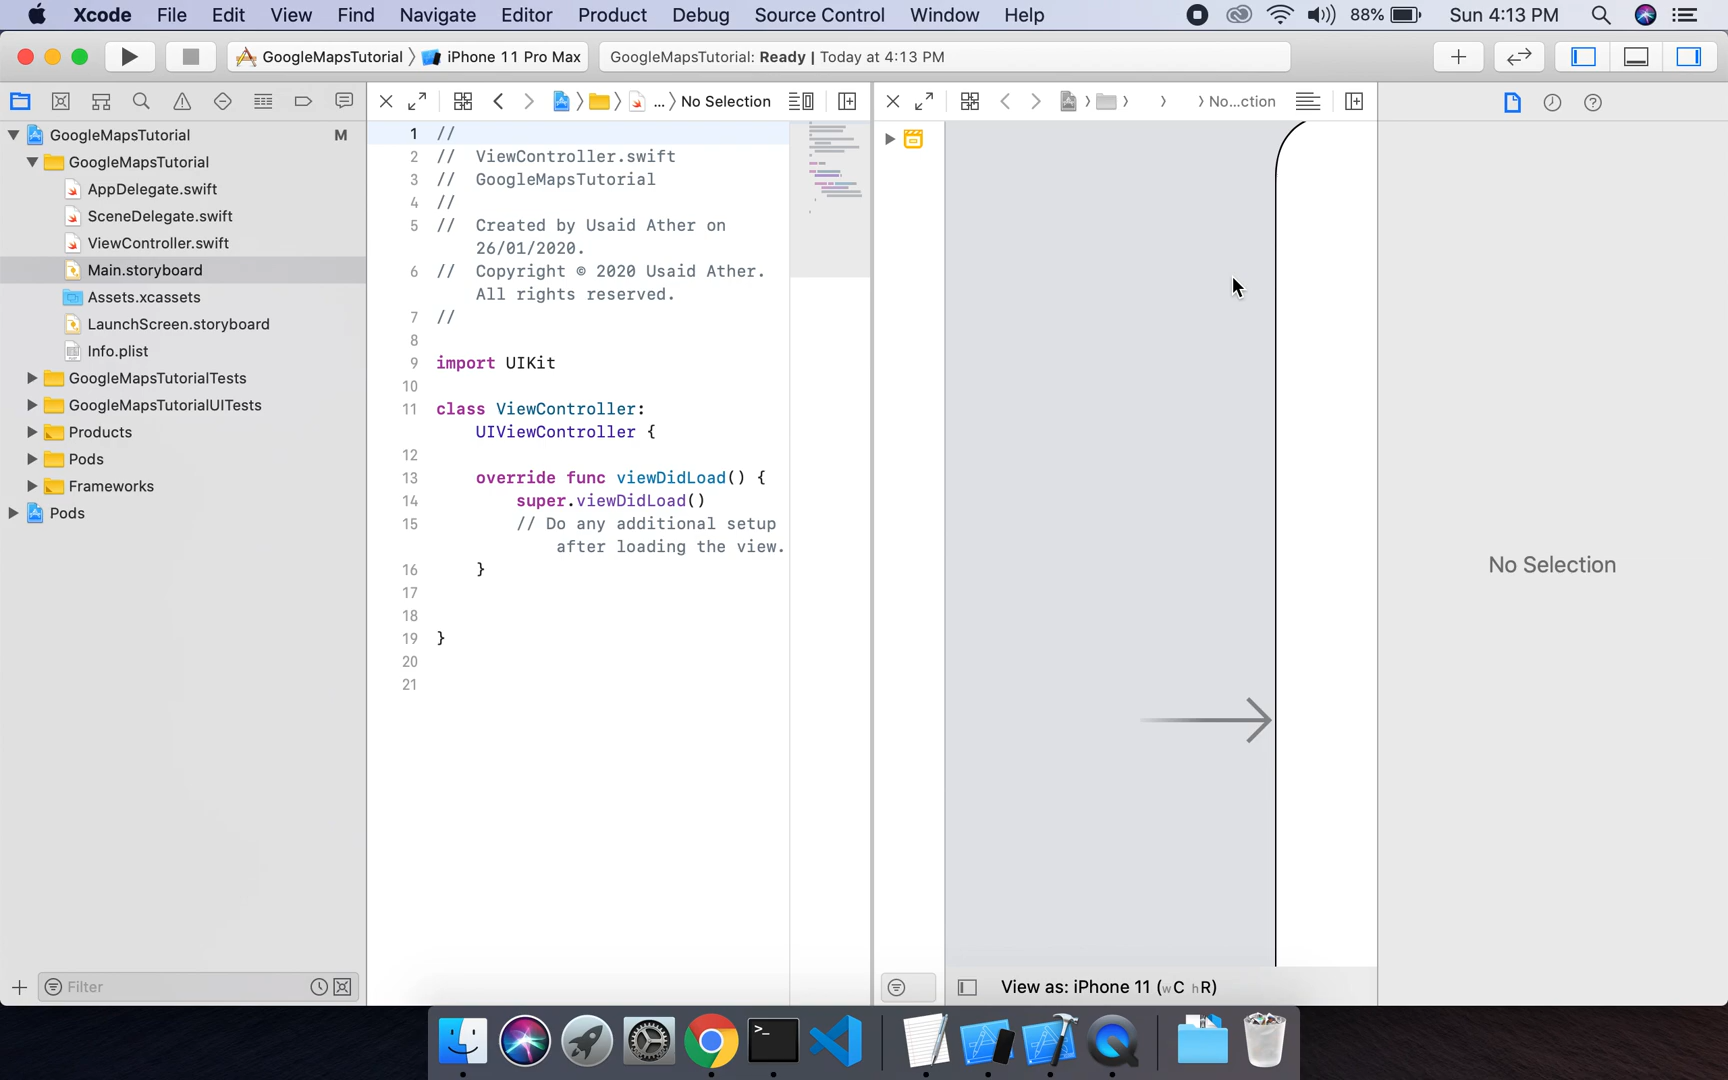 Xcode File Edit View Find Navigate Editor Product Debug Source Control Window Help 88% Sun 4:13 PM
GoogleMapsTutorial iPhone 11 Pro Max GoogleMapsTutorial: Ready | Today at 4:13 PM
... No Selection
No...ction
GoogleMapsTutorial M
GoogleMapsTutorial
AppDelegate.swift
SceneDelegate.swift
ViewController.swift
Main.storyboard
Assets.xcassets
LaunchScreen.storyboard
Info.plist
GoogleMapsTutorialTests
GoogleMapsTutorialUITests
Products
Pods
Frameworks
Pods
Filter
1 //
2 // ViewController.swift
3 // GoogleMapsTutorial
4 //
5 // Created by Usaid Ather on
26/01/2020.
6 // Copyright © 2020 Usaid Ather.
All rights reserved.
7 //
8
9 import UIKit
10
11 class ViewController:
UIViewController {
12
13 override func viewDidLoad() {
14 super.viewDidLoad()
15 // Do any additional setup
after loading the view.
16 }
17
18
19 }
20
21
View as: iPhone 11 (wC hR)
No Selection